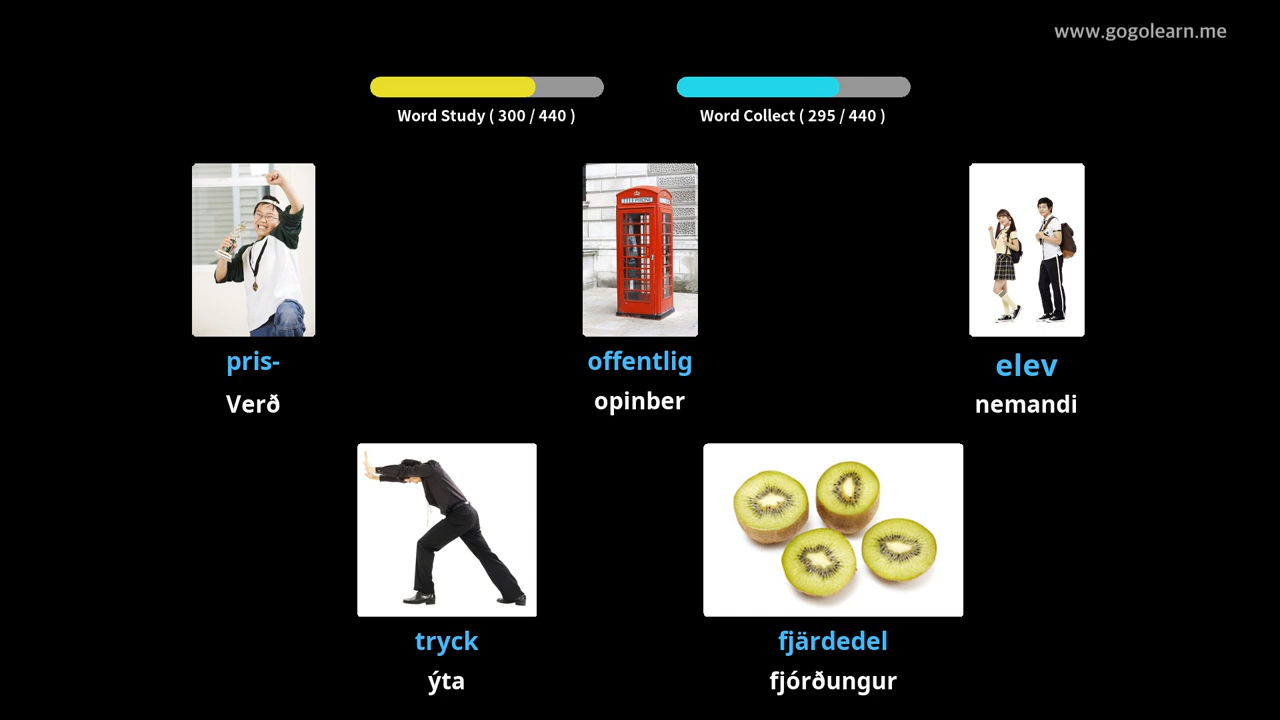 www.gogolearn.me
Word Study ( 300 / 440 )
Word Collect ( 295 / 440 )
TELEPHONE
pris-
Verð
offentlig
opinber
elev
nemandi
tryck
ýta
fjärdedel
fjórðungur